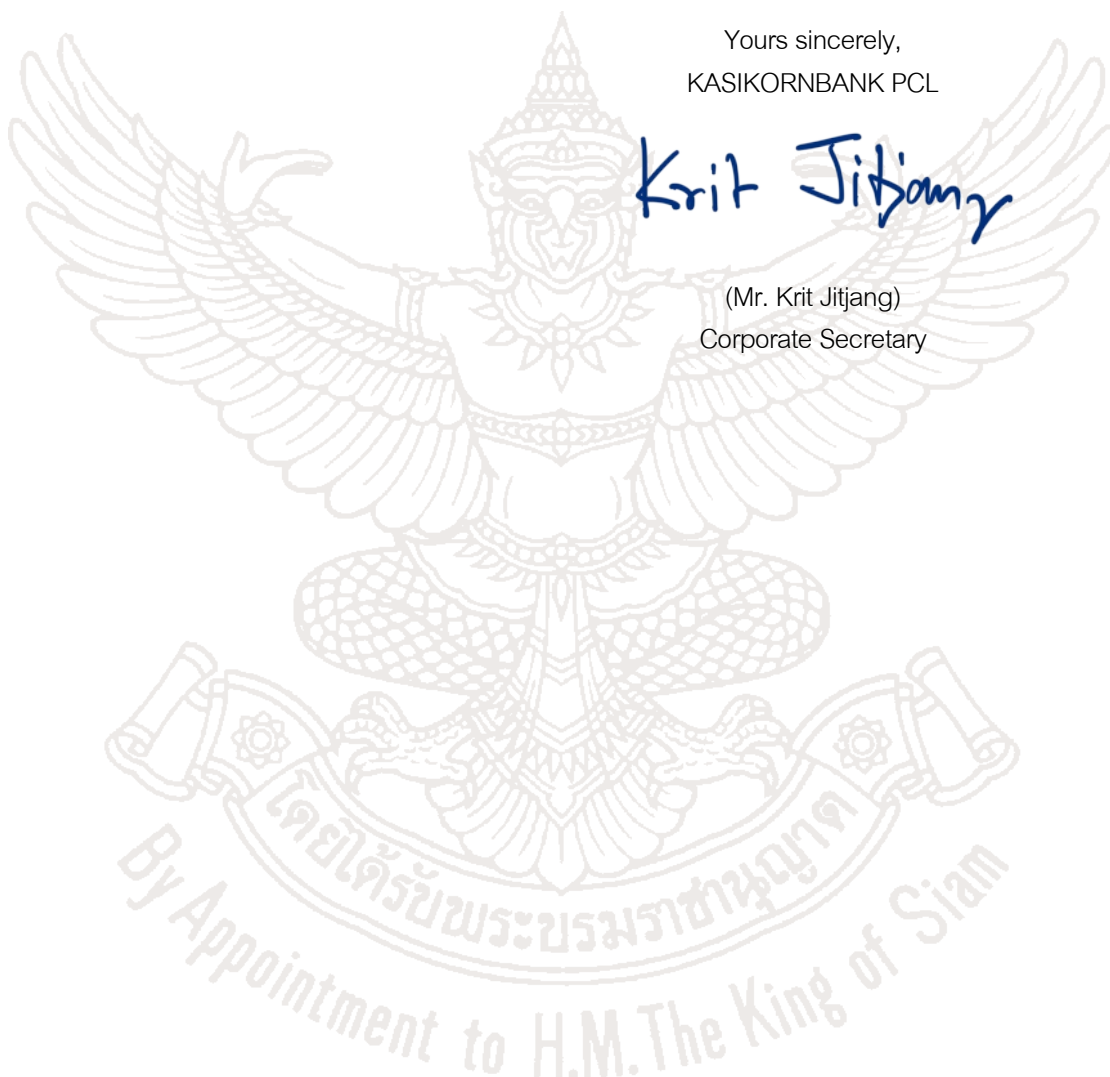 Yours sincerely,
KASIKORNBANK PCL
Krit Jitjang
(Mr. Krit Jitjang)
Corporate Secretary
โดยได้รับพระบรมราชานุญาต
By Appointment to H.M. The King of Siam